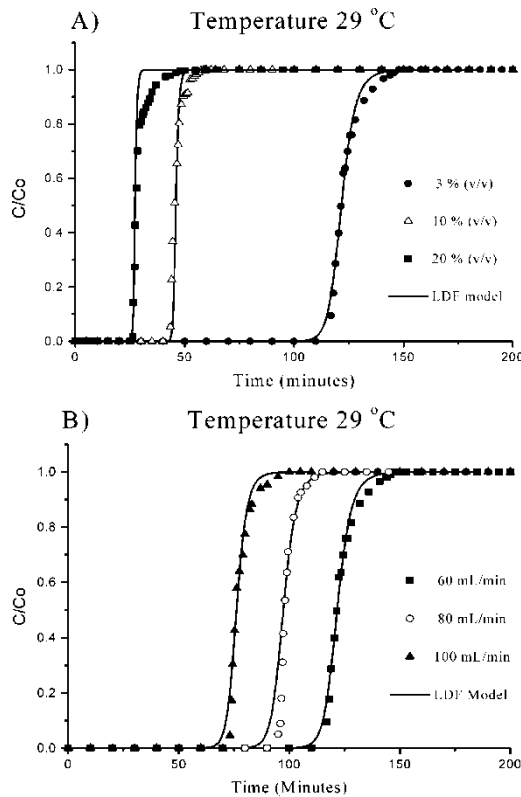 A) Temperature 29 °C
1.0
0.8
0.6
0.4
0.2
0.0
C/Co
3 % (v/v)
10 % (v/v)
20 % (v/v)
LDF model
0 50 100 150 200
Time (minutes)
B) Temperature 29 °C
1.0
0.8
0.6
0.4
0.2
0.0
C/Co
60 mL/min
80 mL/min
100 mL/min
LDF Model
0 50 100 150 200
Time (Minutes)